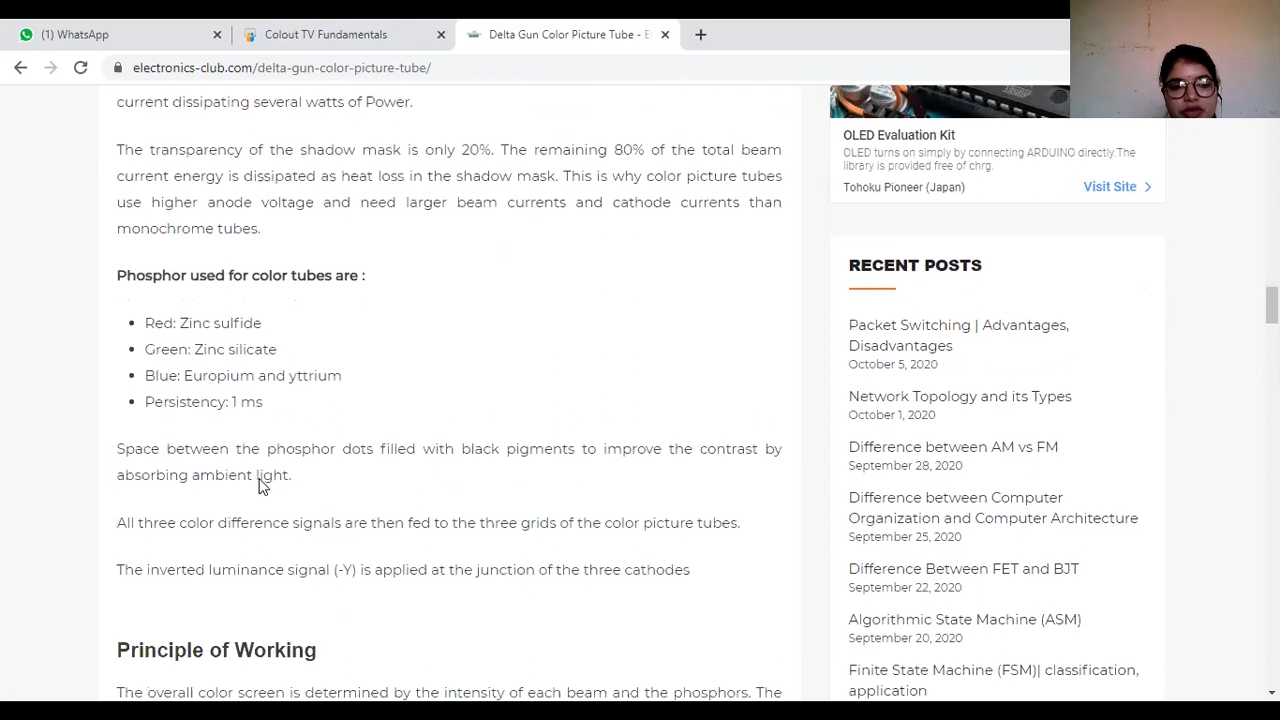 (1) WhatsApp
Colout TV Fundamentals
Delta Gun Color Picture Tube - El
electronics-club.com/delta-gun-color-picture-tube/
current dissipating several watts of Power.
The transparency of the shadow mask is only 20%. The remaining 80% of the total beam
current energy is dissipated as heat loss in the shadow mask. This is why color picture tubes
use higher anode voltage and need larger beam currents and cathode currents than
monochrome tubes.
Phosphor used for color tubes are :
Red: Zinc sulfide
Green: Zinc silicate
Blue: Europium and yttrium
Persistency: 1 ms
Space between the phosphor dots filled with black pigments to improve the contrast by
absorbing ambient light.
All three color difference signals are then fed to the three grids of the color picture tubes.
The inverted luminance signal (-Y) is applied at the junction of the three cathodes
Principle of Working
The overall color screen is determined by the intensity of each beam and the phosphors. The
OLED Evaluation Kit
OLED turns on simply by connecting ARDUINO directly.The
library is provided free of chrg.
Tohoku Pioneer (Japan)
Visit Site
RECENT POSTS
Packet Switching | Advantages,
Disadvantages
October 5, 2020
Network Topology and its Types
October 1, 2020
Difference between AM vs FM
September 28, 2020
Difference between Computer
Organization and Computer Architecture
September 25, 2020
Difference Between FET and BJT
September 22, 2020
Algorithmic State Machine (ASM)
September 20, 2020
Finite State Machine (FSM)| classification,
application